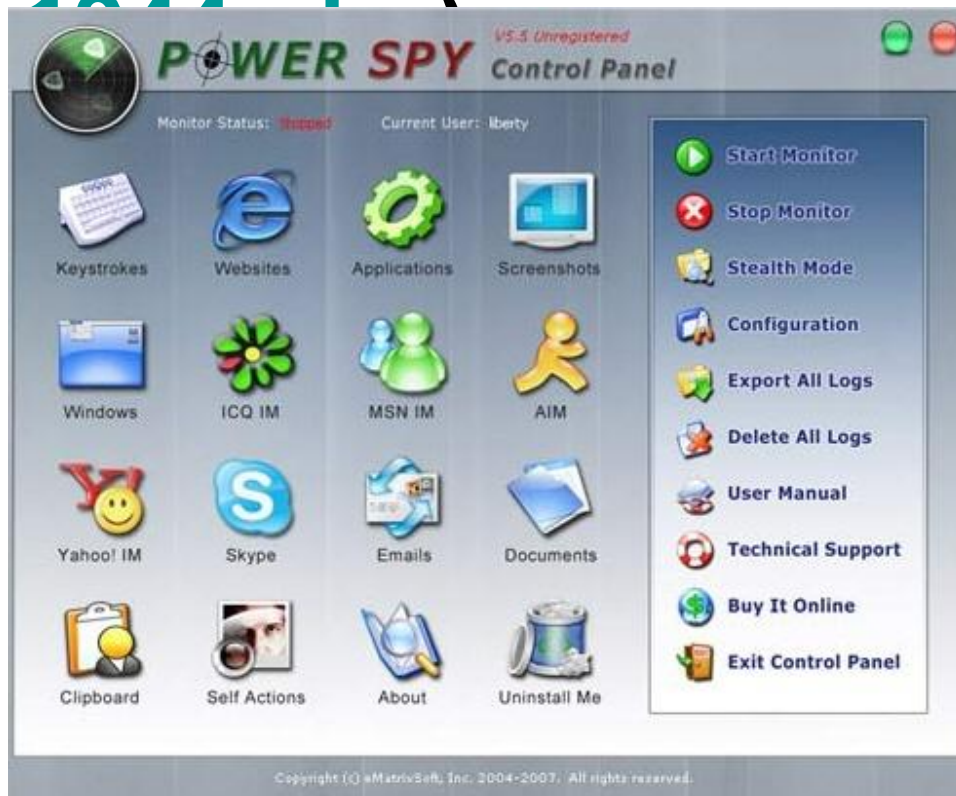 POWER SPY
V5.5 Unregistered
Control Panel
Monitor Status: Stopped
Current User: liberty
Keystrokes
Websites
Applications
Screenshots
Windows
ICQ IM
MSN IM
AIM
Yahoo! IM
Skype
Emails
Documents
Clipboard
Self Actions
About
Uninstall Me
Start Monitor
Stop Monitor
Stealth Mode
Configuration
Export All Logs
Delete All Logs
User Manual
Technical Support
Buy It Online
Exit Control Panel
Copyright (c) eMatrixSoft, Inc. 2004-2007. All rights reserved.